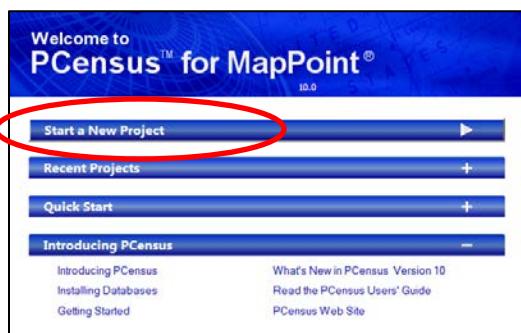 Welcome to
PCensus™ for MapPoint®
10.0
Start a New Project
Recent Projects +
Quick Start +
Introducing PCensus –
Introducing PCensus What's New in PCensus Version 10
Installing Databases Read the PCensus Users' Guide
Getting Started PCensus Web Site